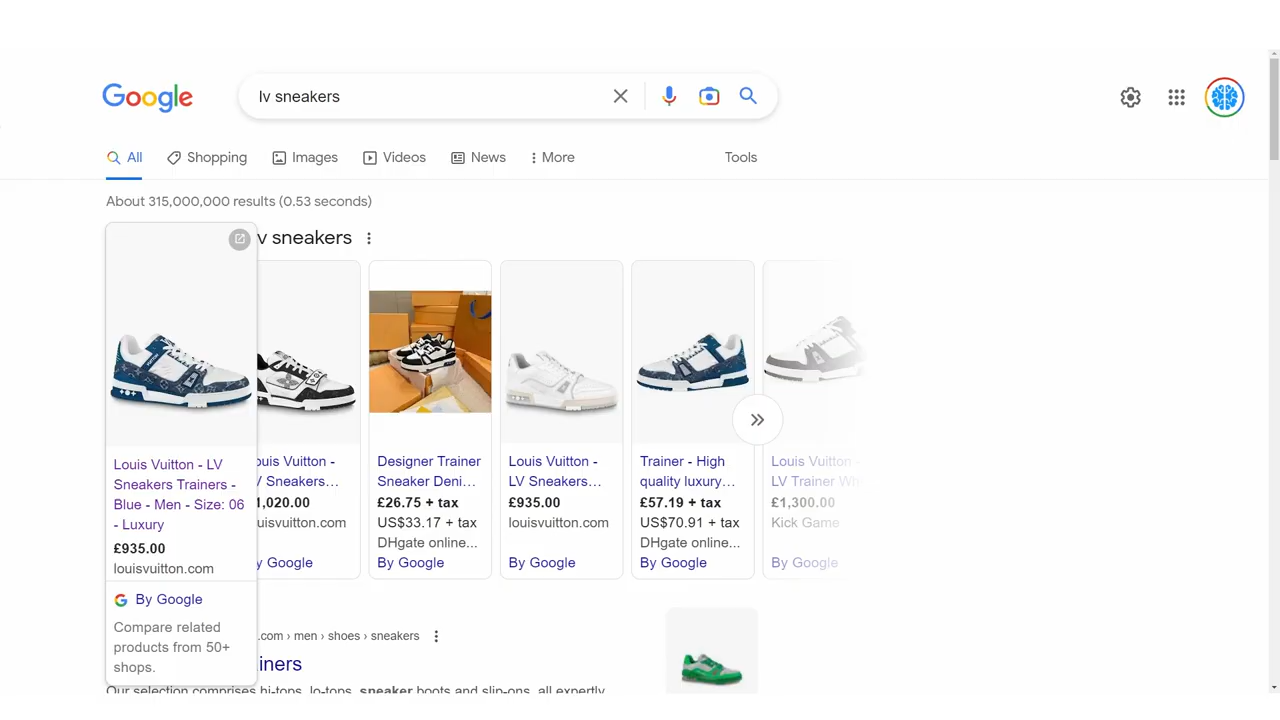 Google
lv sneakers
All
Shopping
Images
Videos
News
More
Tools
About 315,000,000 results (0.53 seconds)
v sneakers
Louis Vuitton - LV
Sneakers Trainers -
Blue - Men - Size: 06
- Luxury
£935.00
louisvuitton.com
By Google
Compare related
products from 50+
shops.
ouis Vuitton -
V Sneakers...
1,020.00
ouisvuitton.com
y Google
Designer Trainer
Sneaker Deni...
£26.75 + tax
US$33.17 + tax
DHgate online...
By Google
Louis Vuitton -
LV Sneakers...
£935.00
louisvuitton.com
By Google
Trainer - High
quality luxury...
£57.19 + tax
US$70.91 + tax
DHgate online...
By Google
Louis Vuitton -
LV Trainer Wh
£1,300.00
Kick Game
By Google
.com › men › shoes › sneakers
iners
Our selection comprises hi-tops, lo-tops, sneaker boots and slip-ons, all expertly